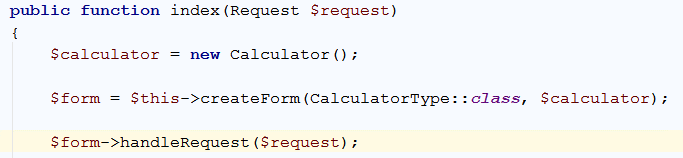 public function index(Request $request)
{
$calculator = new Calculator();
$form = $this->createForm(CalculatorType::class, $calculator);
$form->handleRequest($request);